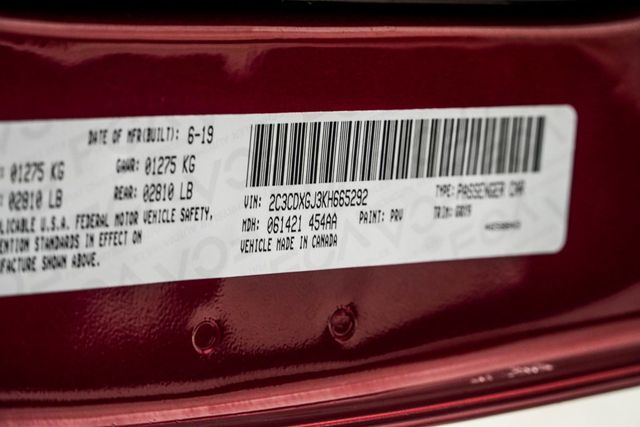 DATE OF MFR(BUILT): 6-19
01275 KG GAWR: 01275 KG
02810 LB REAR: 02810 LB
PLICABLE U.S.A. FEDERAL MOTOR VEHICLE SAFETY,
ENTION STANDARDS IN EFFECT ON
FACTURE SHOWN ABOVE.
VIN: 2C3CDXGJ3KH665292 TYPE: PASSENGER CAR
MDH: 061421 454AA PAINT: PRV TRIM:
VEHICLE MADE IN CANADA